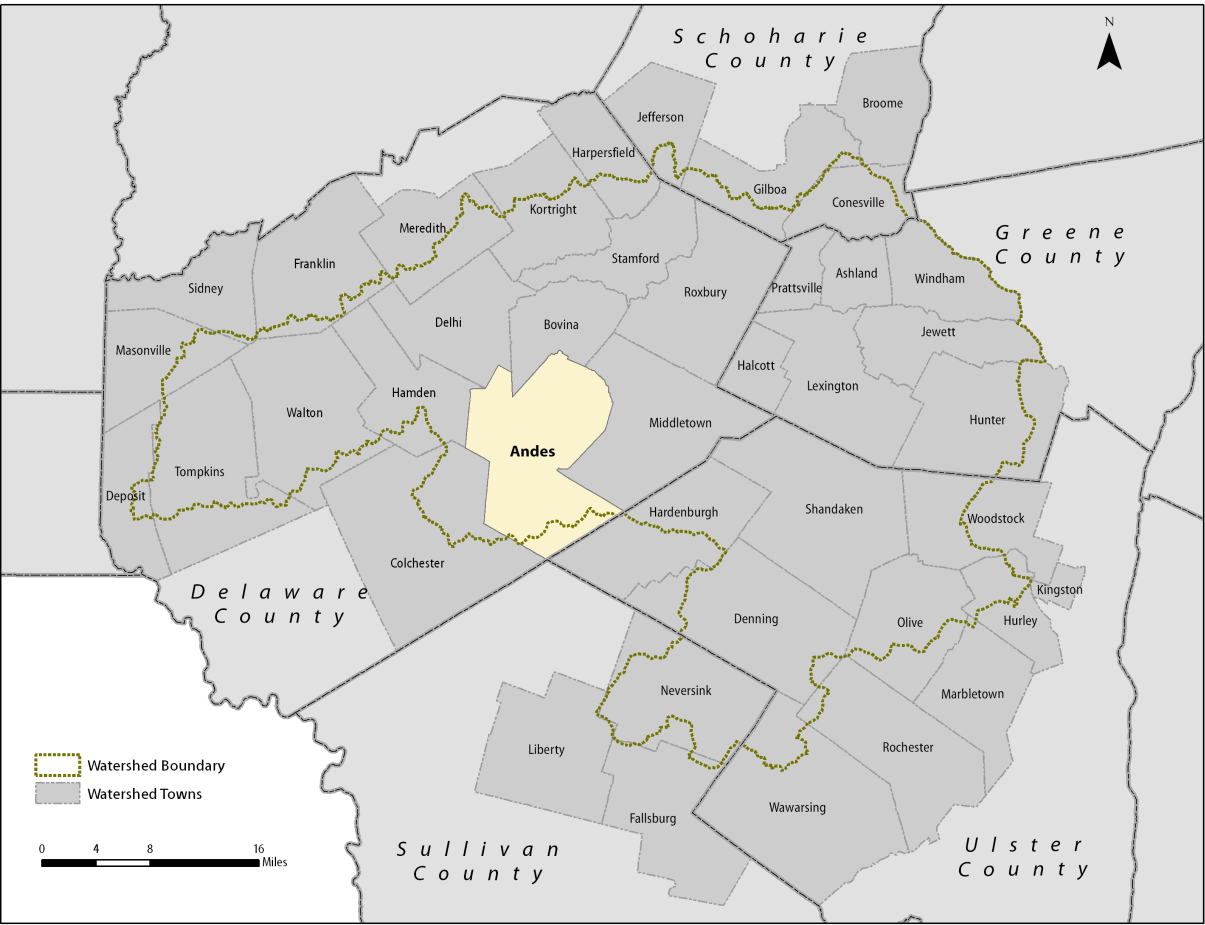 Schoharie
County
N
Broome
Jefferson
Harpersfield
Gilboa
Conesville
Kortright
Meredith
Greene
County
Franklin
Stamford
Ashland
Windham
Sidney
Prattsville
Roxbury
Delhi
Bovina
Jewett
Masonville
Halcott
Lexington
Hamden
Walton
Middletown
Hunter
Andes
Tompkins
Deposit
Hardenburgh
Shandaken
Woodstock
Colchester
Kingston
Delaware
County
Denning
Olive
Hurley
Neversink
Marbletown
Liberty
Rochester
Wawarsing
Fallsburg
Watershed Boundary
Watershed Towns
0 4 8 16
Miles
Sullivan
County
Ulster
County